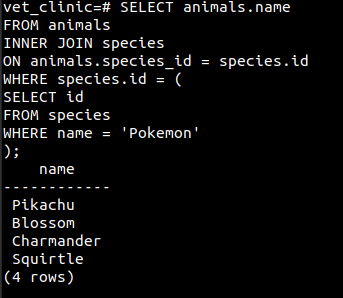 vet_clinic=# SELECT animals.name
FROM animals
INNER JOIN species
ON animals.species_id = species.id
WHERE species.id = (
SELECT id
FROM species
WHERE name = 'Pokemon'
);
    name
------------
 Pikachu
 Blossom
 Charmander
 Squirtle
(4 rows)